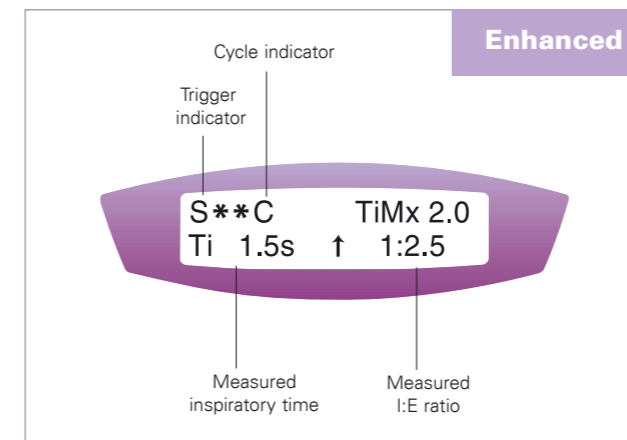 Enhanced
Cycle indicator
Trigger
indicator
S**C TiMx 2.0
Ti 1.5s ↑ 1:2.5
Measured
inspiratory time
Measured
I:E ratio